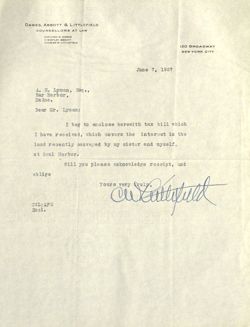 DAWES, ABBOTT & LITTLEFIELD
COUNSELLORS AT LAW
120 BROADWAY
NEW YORK CITY
June 7, 1927
A. H. Lynam, Esq.,
Bar Harbor,
Maine.
Dear Mr. Lynam:
I beg to enclose herewith tax bill which
I have received, which covers the interest in the
land recently conveyed by my sister and myself,
at Seal Harbor.
Will you please acknowledge receipt, and
oblige
Yours very truly,
Encl.